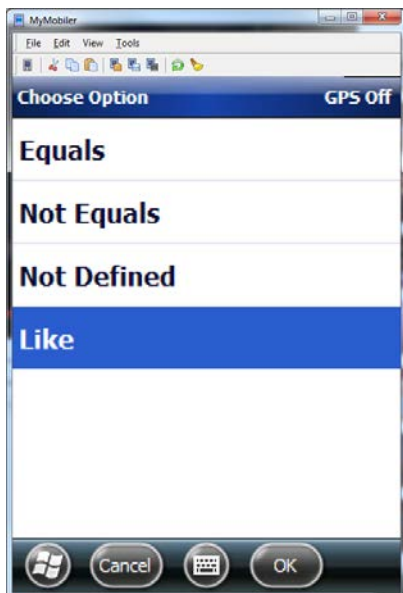 MyMobiler
File Edit View Tools
Choose Option GPS Off
Equals
Not Equals
Not Defined
Like
Cancel OK